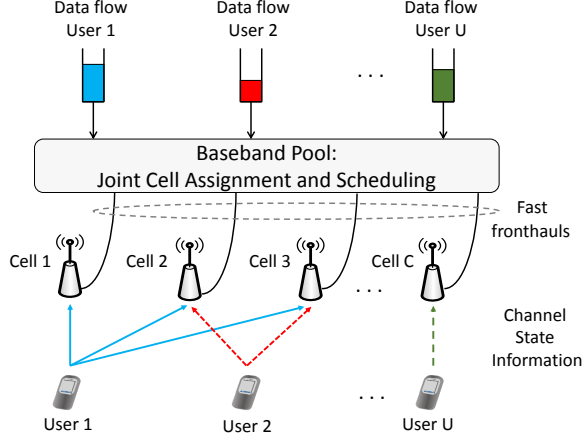 Data flow
User 1
Data flow
User 2
Data flow
User U
. . .
Baseband Pool:
Joint Cell Assignment and Scheduling
Fast
fronthauls
Cell 1
Cell 2
Cell 3
Cell C
. . .
Channel
State
Information
. . .
User 1
User 2
User U